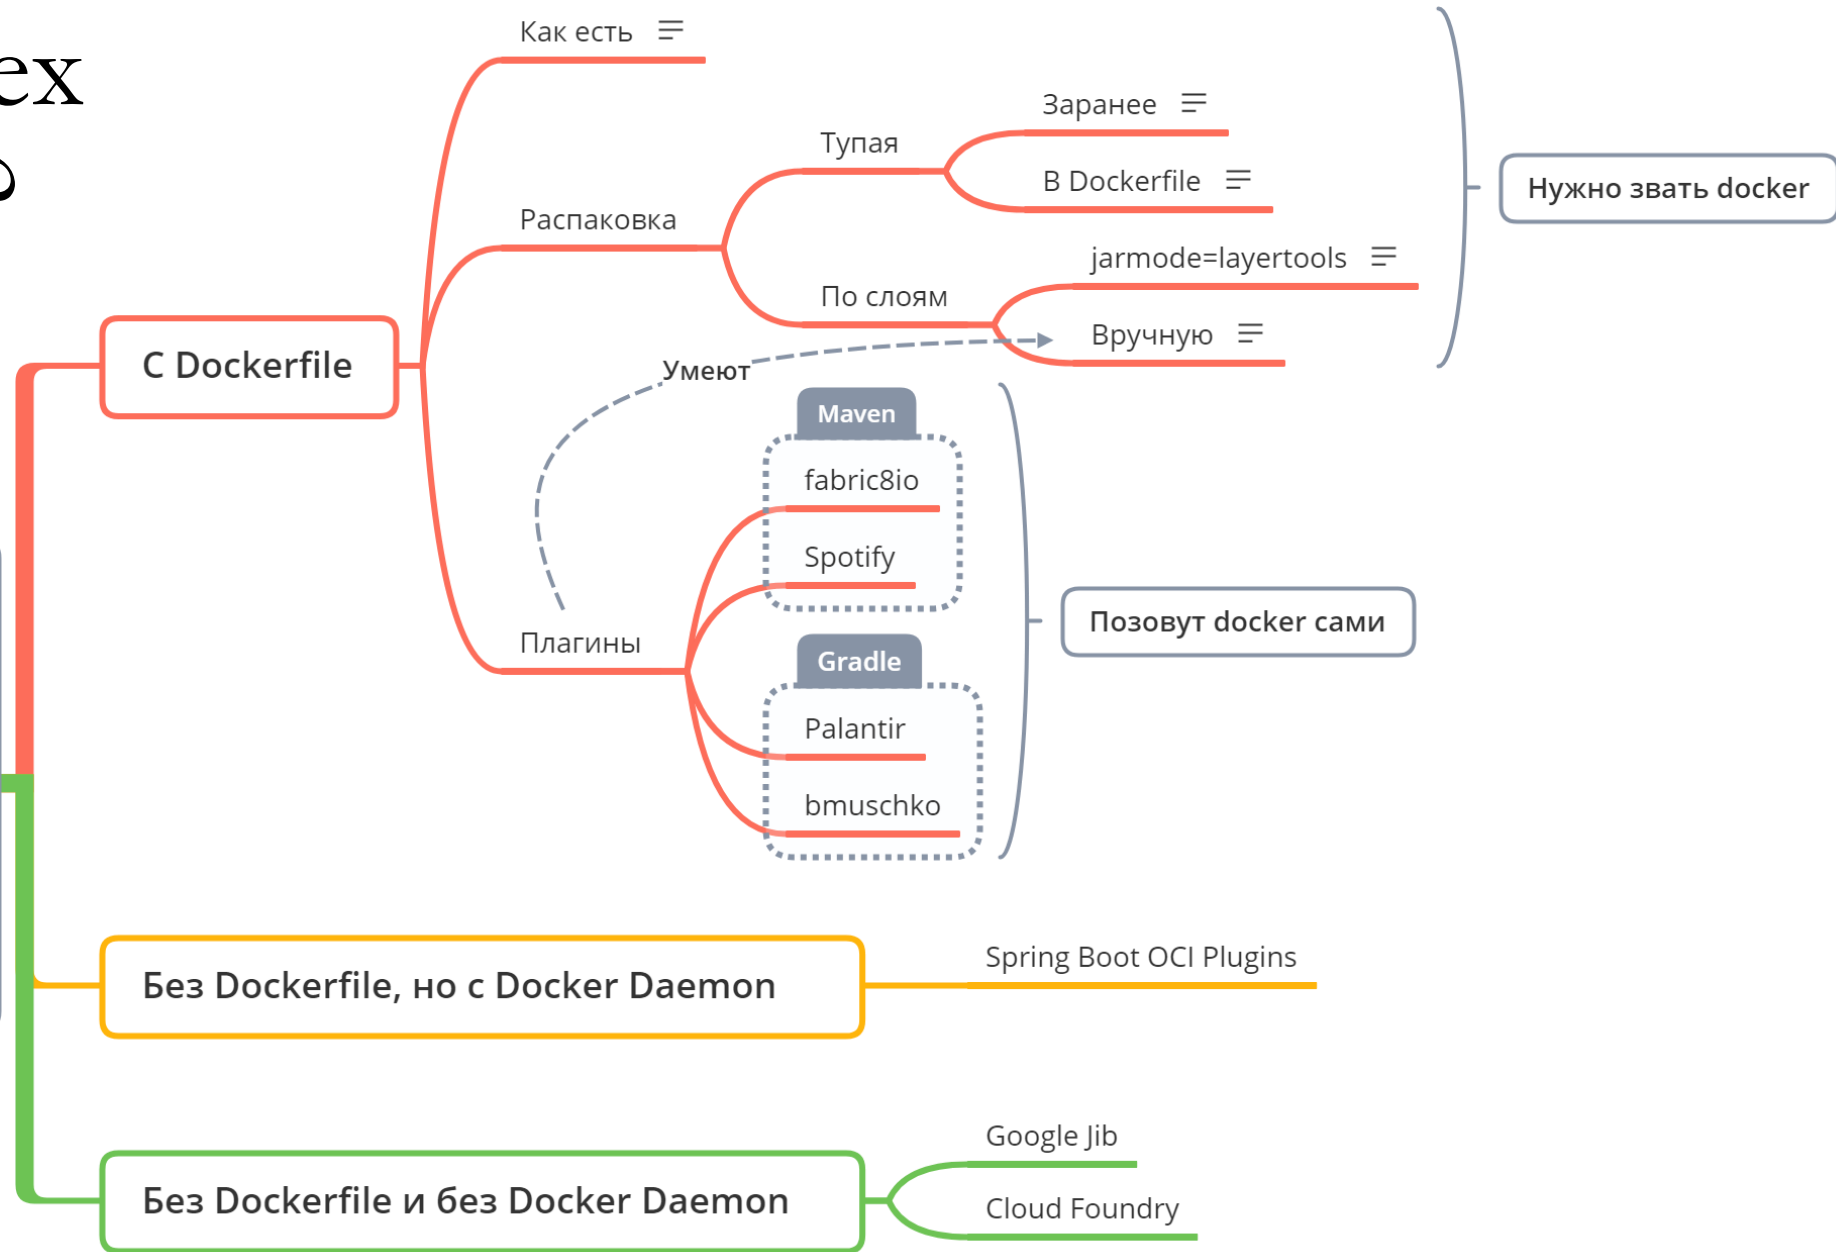 Как есть
Заранее
Тупая
В Dockerfile
Нужно звать docker
Распаковка
jarmode=layertools
По слоям
Вручную
С Dockerfile
Умеют
Maven
fabric8io
Spotify
Позовут docker сами
Плагины
Gradle
Palantir
bmuschko
Spring Boot OCI Plugins
Без Dockerfile, но с Docker Daemon
Google Jib
Без Dockerfile и без Docker Daemon
Cloud Foundry